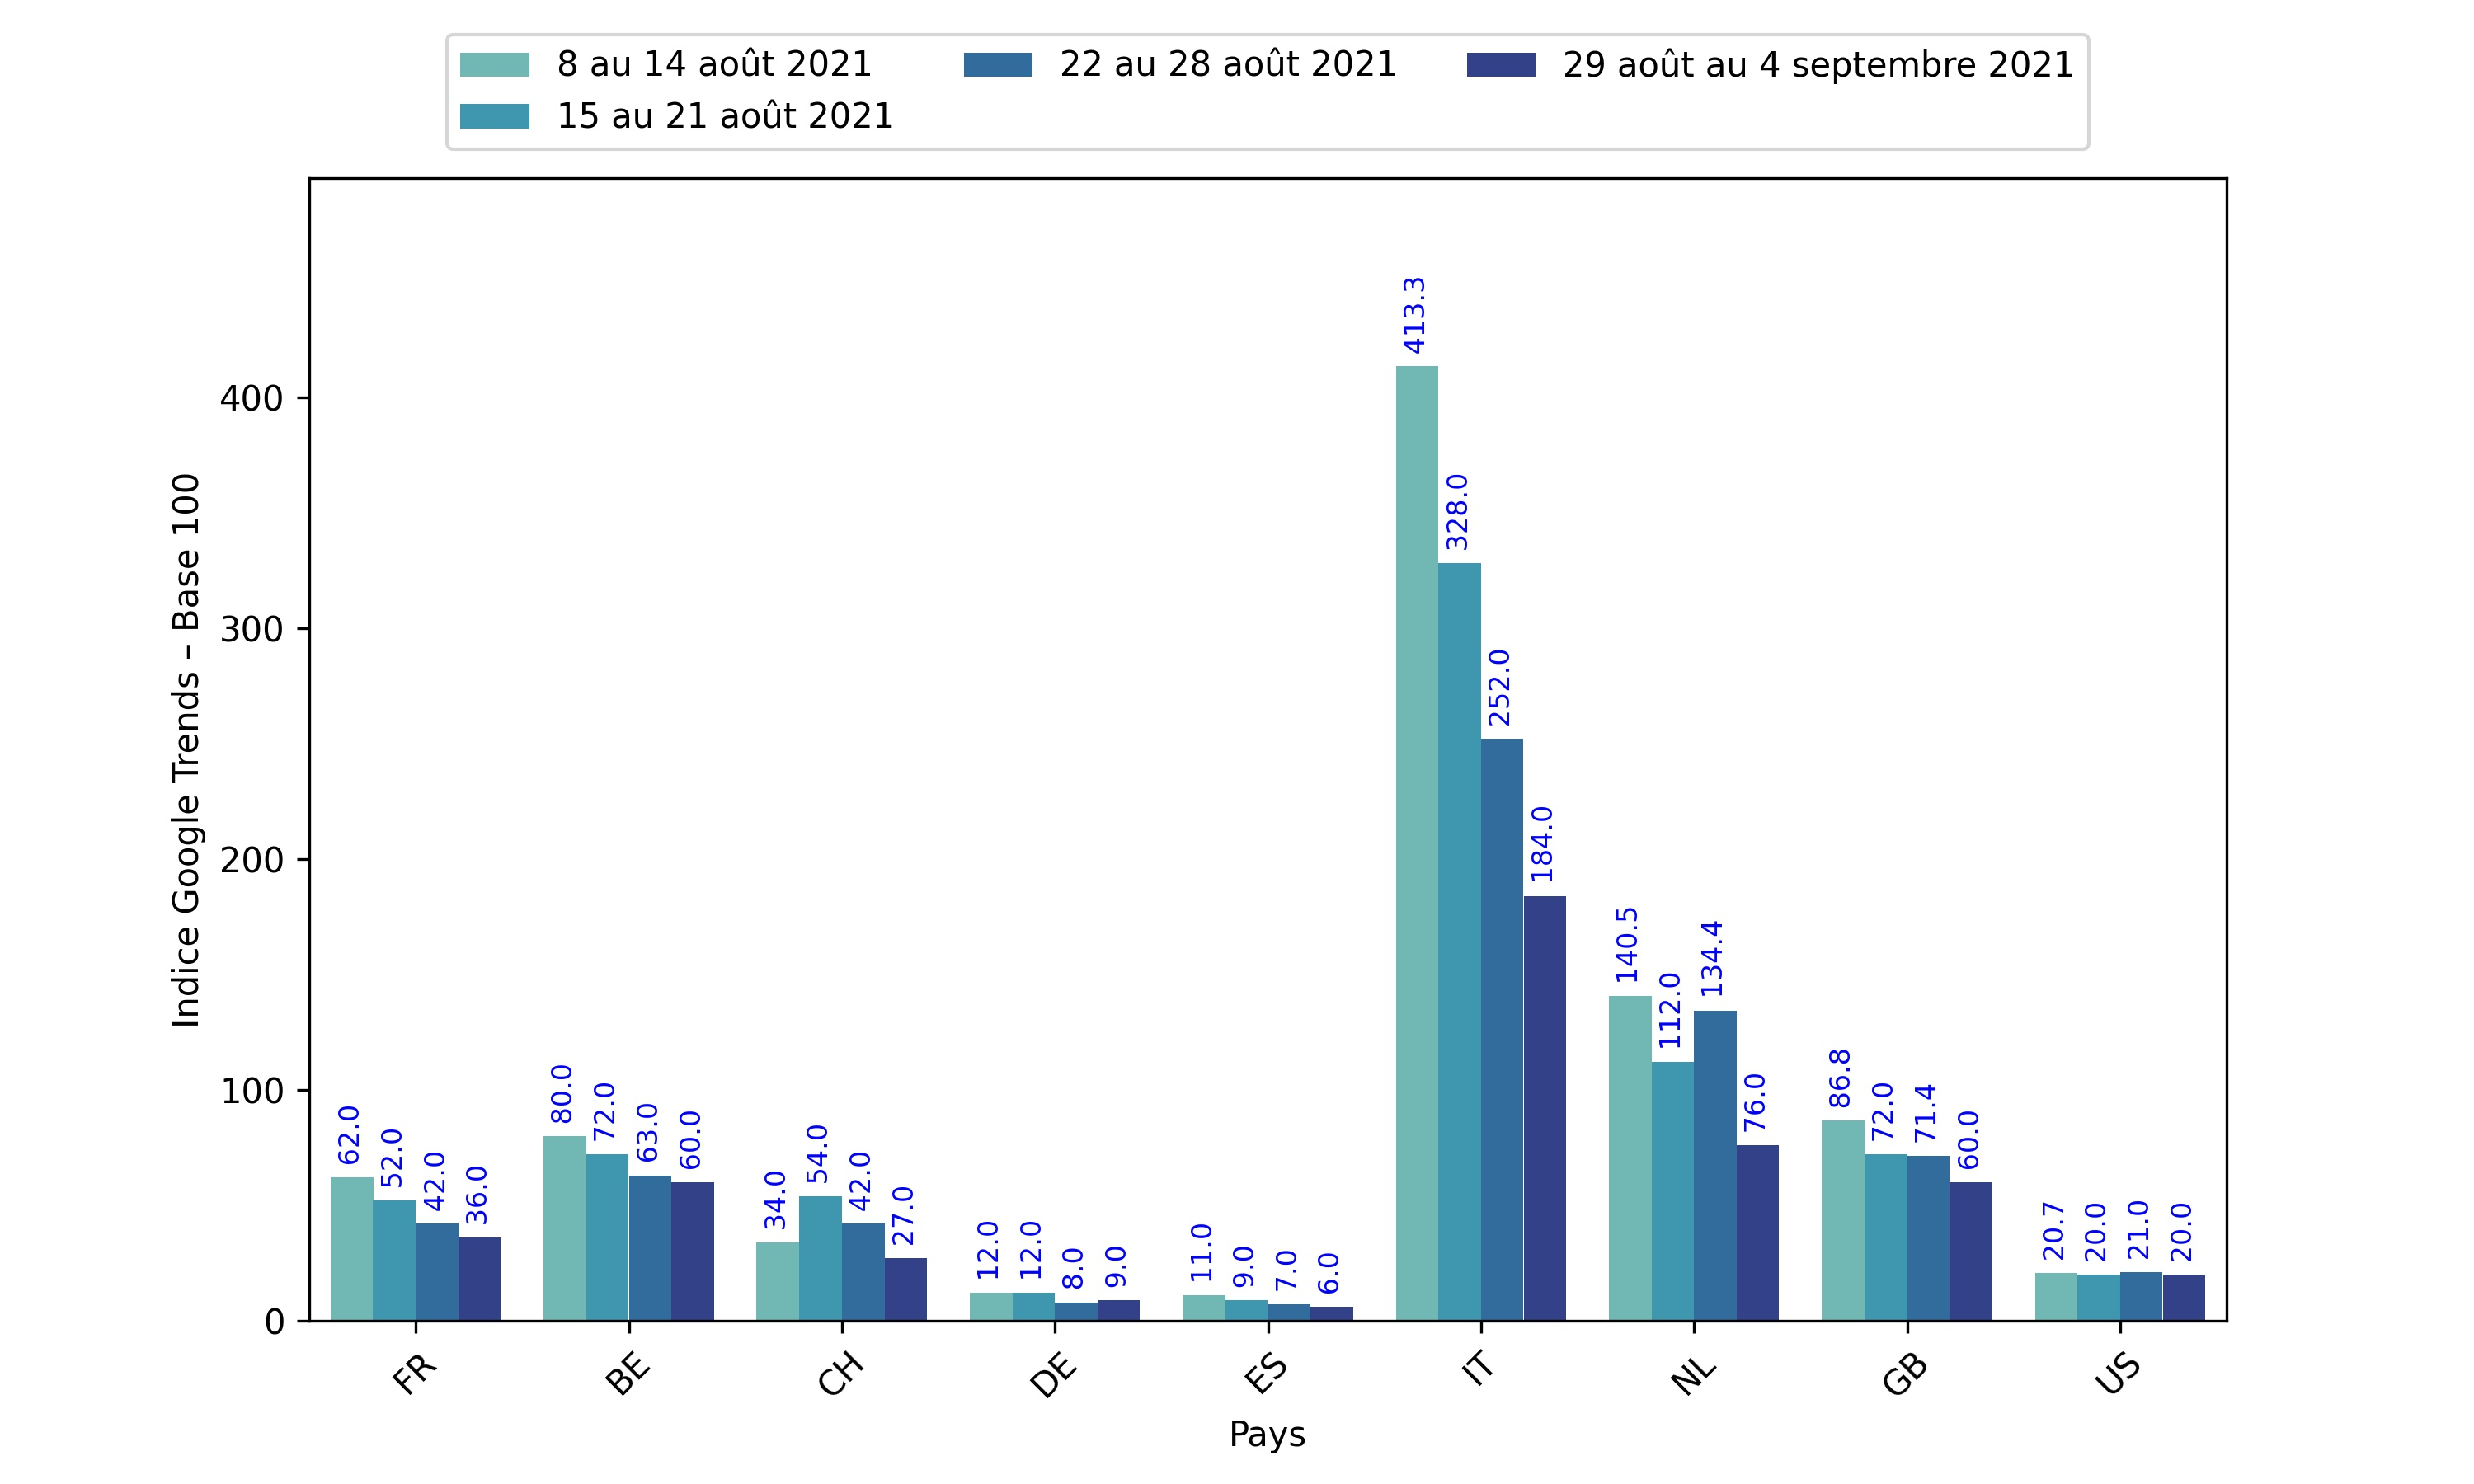 8 au 14 août 2021
15 au 21 août 2021
22 au 28 août 2021
29 août au 4 septembre 2021
Indice Google Trends – Base 100
400
300
200
100
0
62.0
52.0
42.0
36.0
80.0
72.0
63.0
60.0
34.0
54.0
42.0
27.0
12.0
12.0
8.0
9.0
11.0
9.0
7.0
6.0
413.3
328.0
252.0
184.0
140.5
112.0
134.4
76.0
86.8
72.0
71.4
60.0
20.7
20.0
21.0
20.0
FR
BE
CH
DE
ES
IT
NL
GB
US
Pays